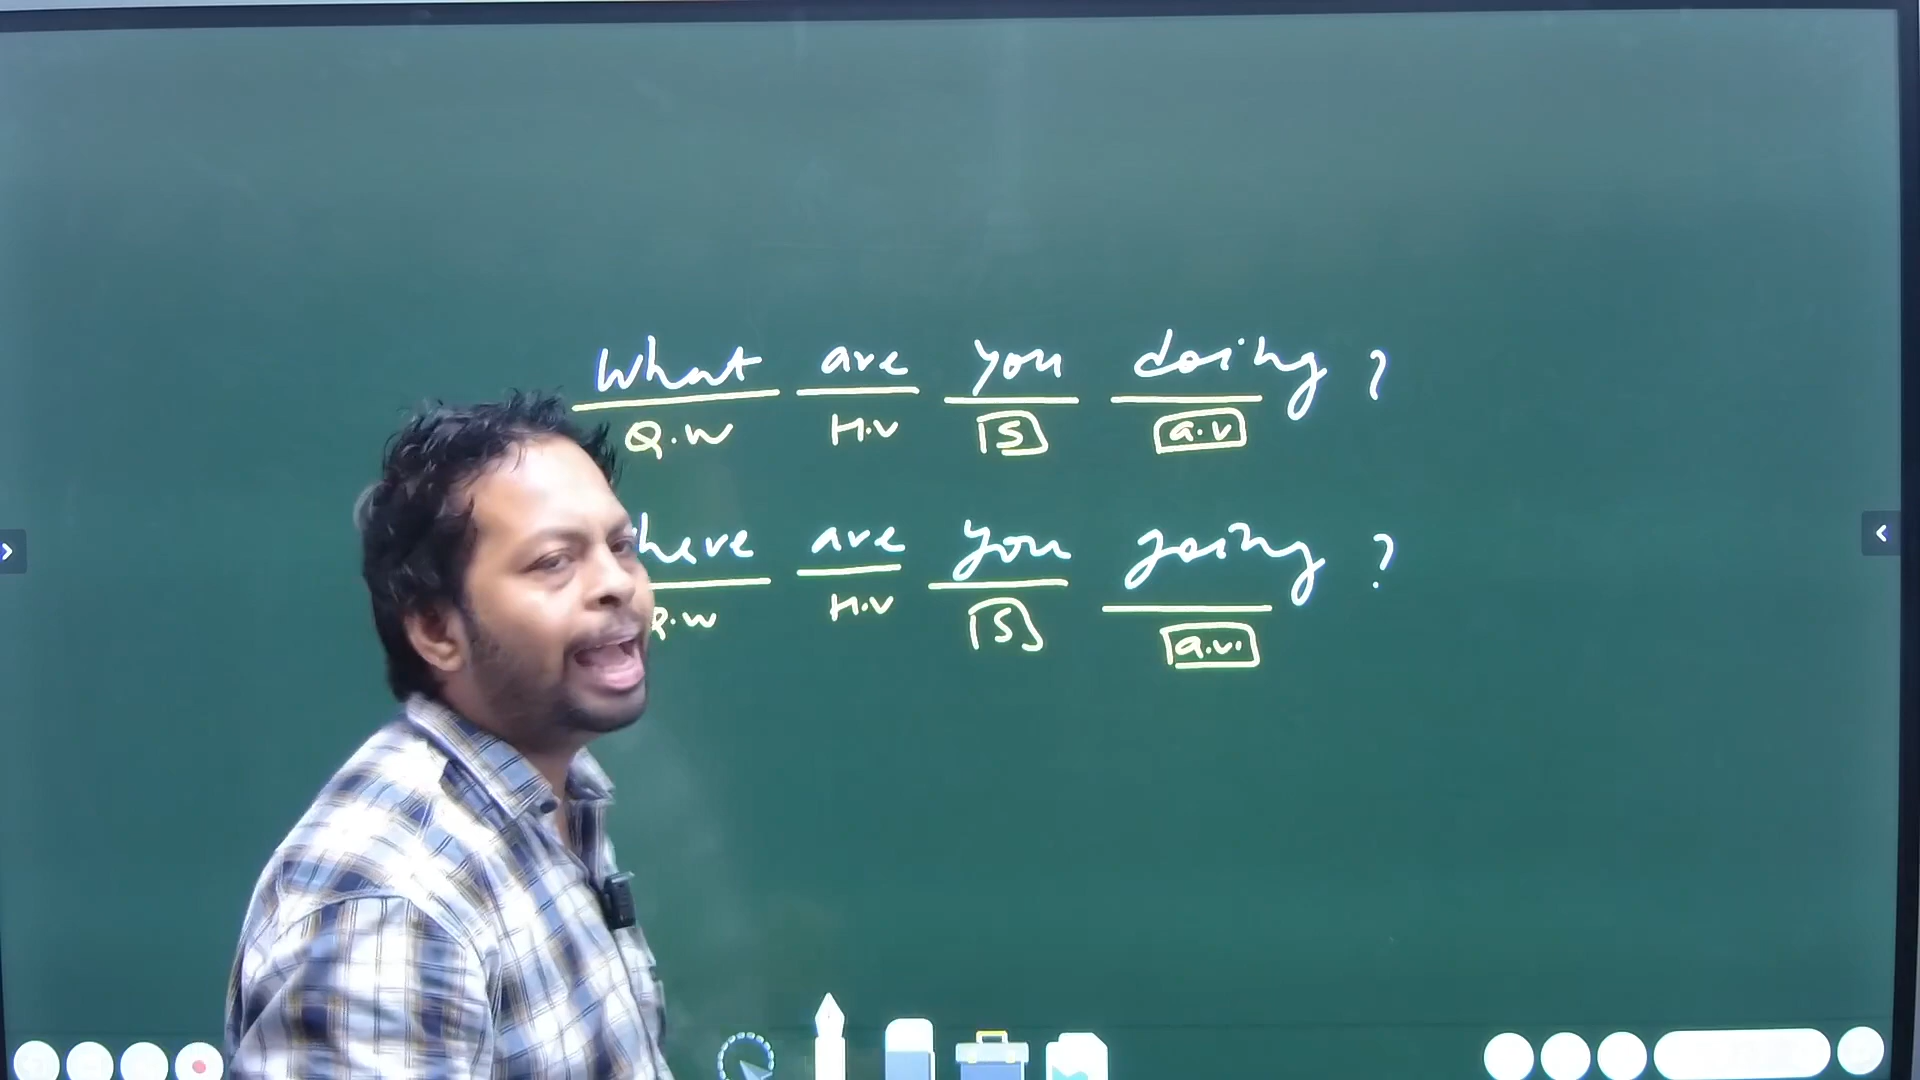 What are you doing ?
Q.W H.V S a.v
here are you going ?
Q.W H.V S a.v.